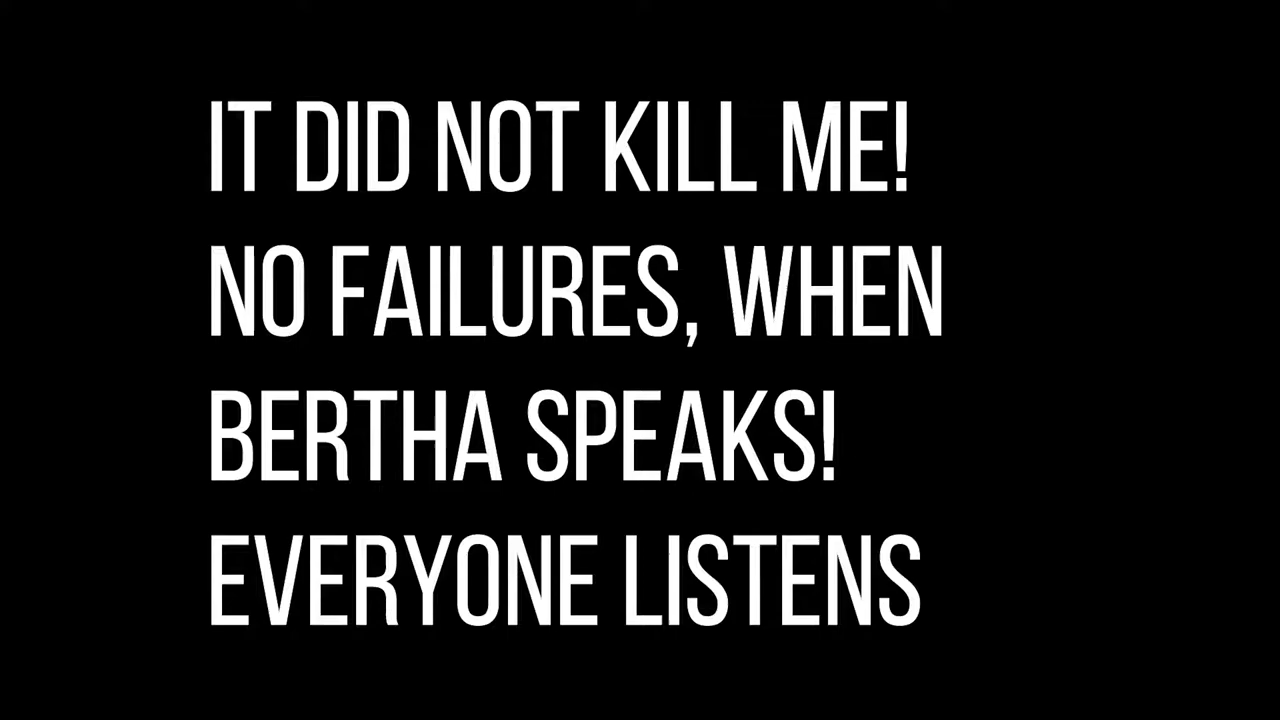 IT DID NOT KILL ME!
NO FAILURES, WHEN
BERTHA SPEAKS!
EVERYONE LISTENS